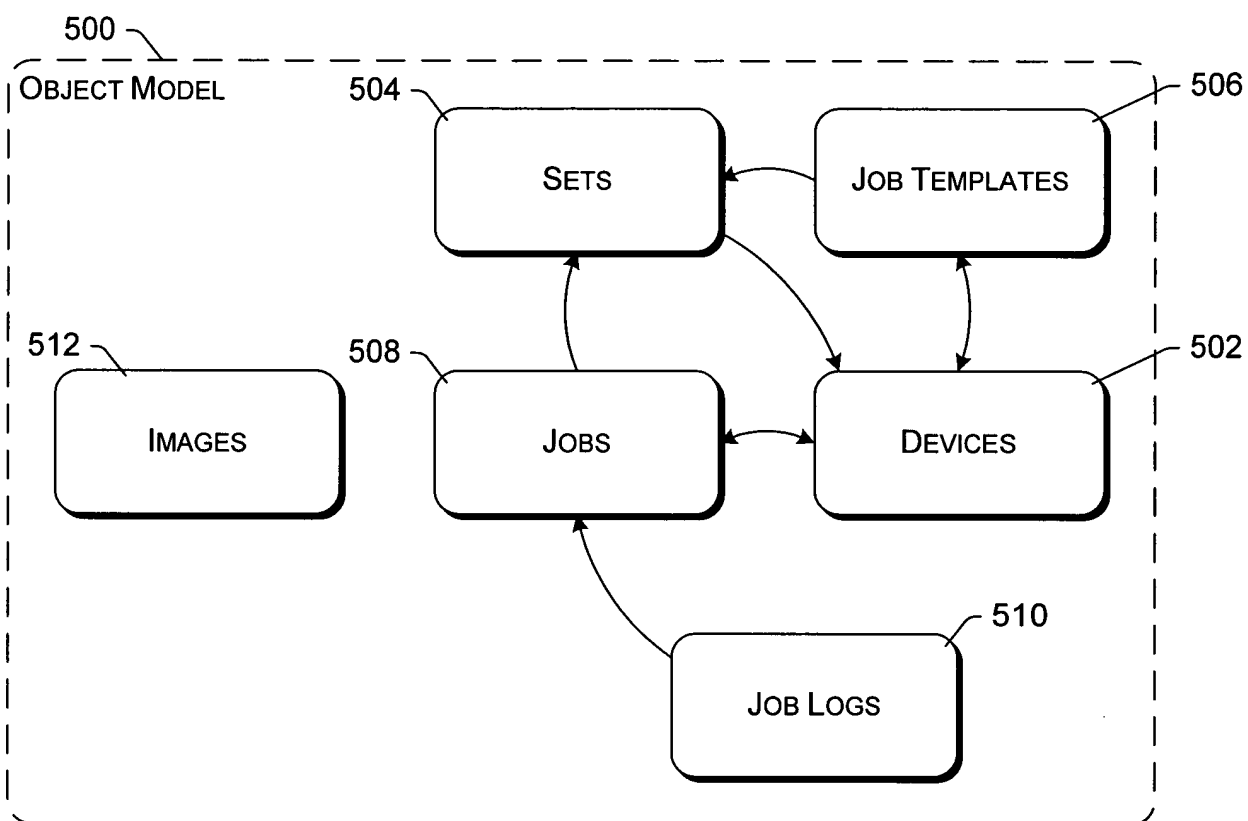 500
OBJECT MODEL
504
506
SETS
JOB TEMPLATES
512
508
502
IMAGES
JOBS
DEVICES
510
JOB LOGS